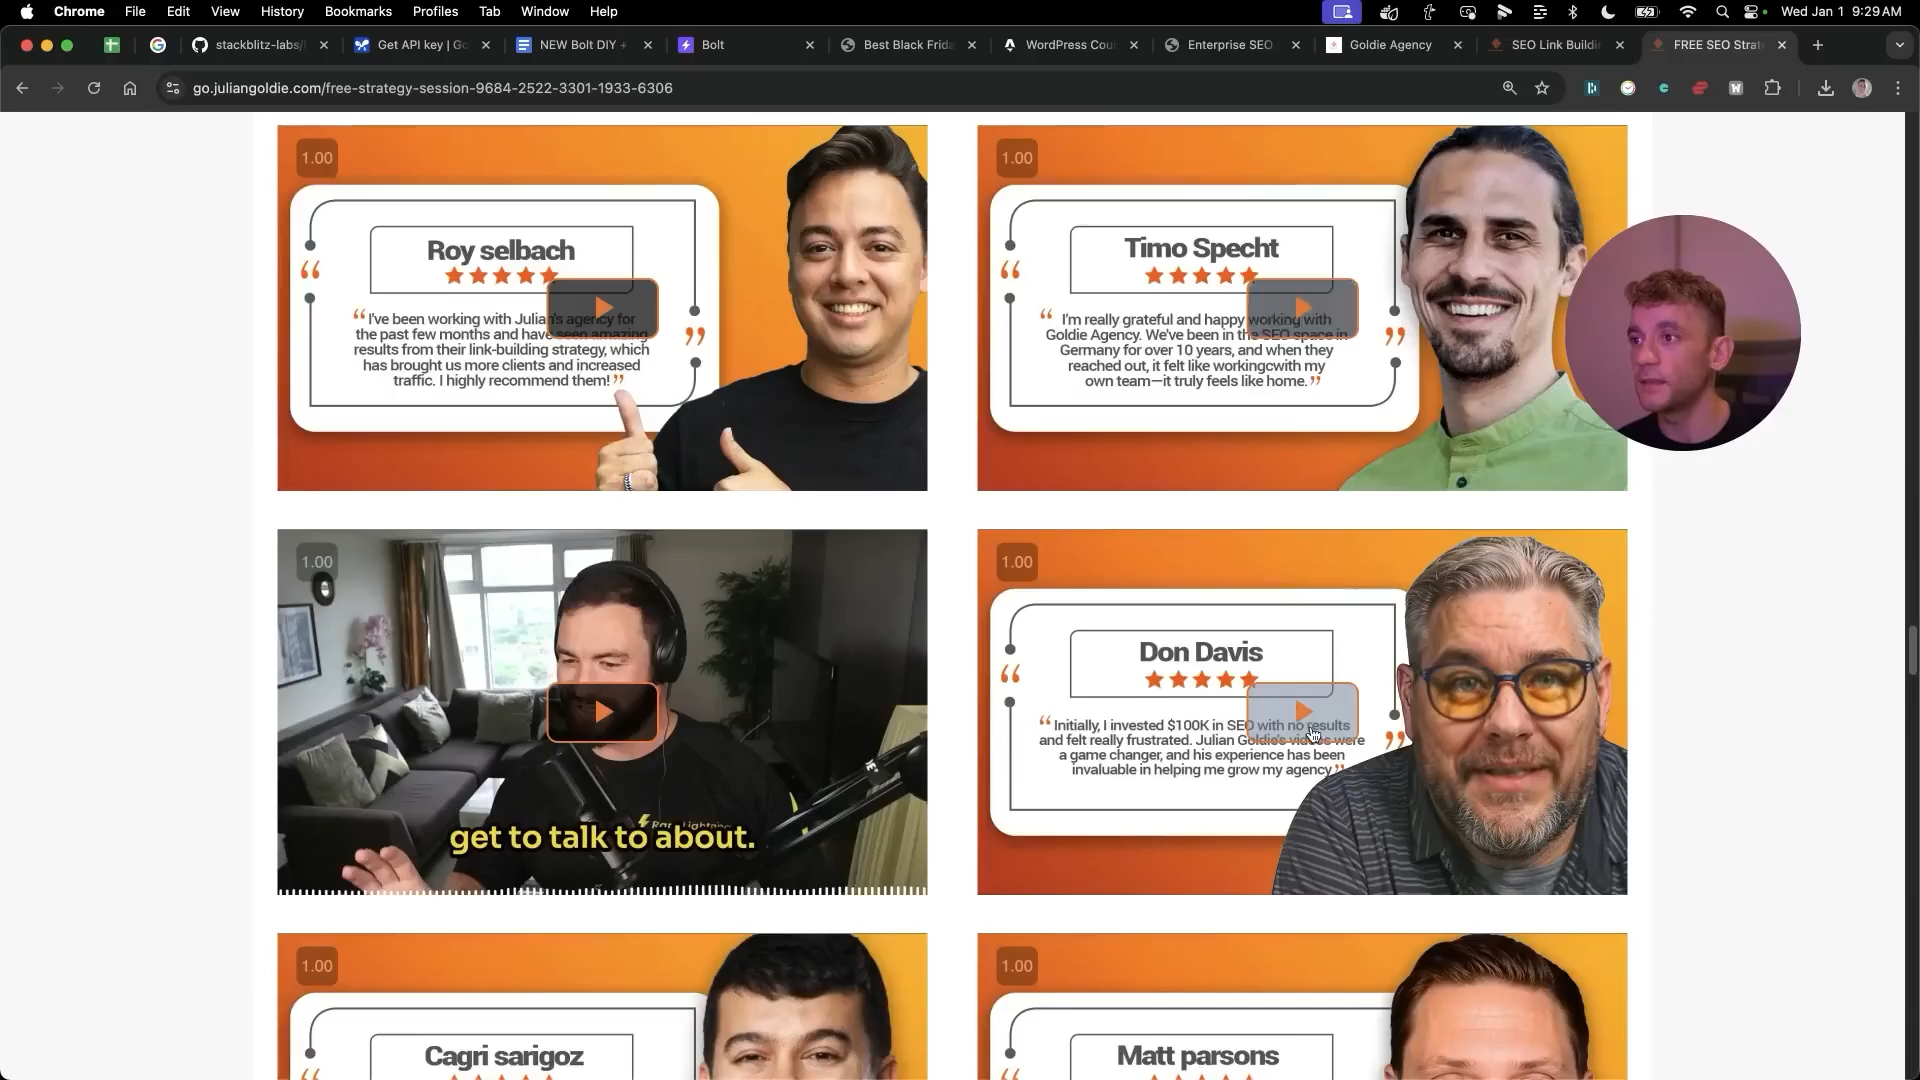 Chrome File Edit View History Bookmarks Profiles Tab Window Help Wed Jan 1 9:29 AM
stackblitz-labs/ Get API key | Go NEW Bolt DIY + Bolt Best Black Frida WordPress Cou Enterprise SEO Goldie Agency SEO Link Buildi FREE SEO Strat
go.juliangoldie.com/free-strategy-session-9684-2522-3301-1933-6306
1.00
Roy selbach
“I've been working with Julian's agency for
the past few months and have seen amazing
results from their link-building strategy, which
has brought us more clients and increased
traffic. I highly recommend them!”
1.00
Timo Specht
“I'm really grateful and happy working with
Goldie Agency. We've been in the SEO space in
Germany for over 10 years, and when they
reached out, it felt like workingcwith my
own team—it truly feels like home.”
1.00
get to talk to about.
1.00
Don Davis
“Initially, I invested $100K in SEO with no results
and felt really frustrated. Julian Goldie's videos were
a game changer, and his experience has been
invaluable in helping me grow my agency”
1.00
Cagri sarigoz
1.00
Matt parsons